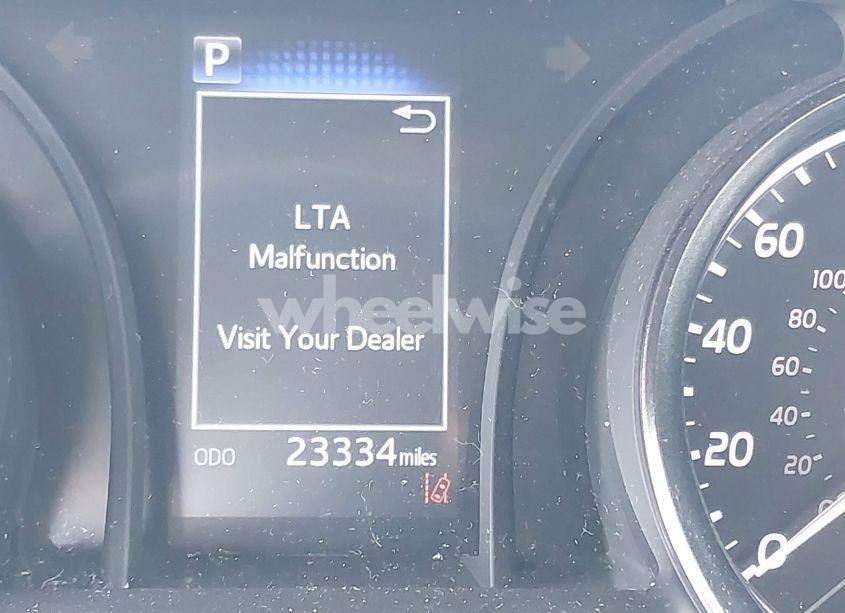 P
LTA
Malfunction
wheelwise
Visit Your Dealer
ODO 23334 miles
60
100
80
40
60
40
20
20
0